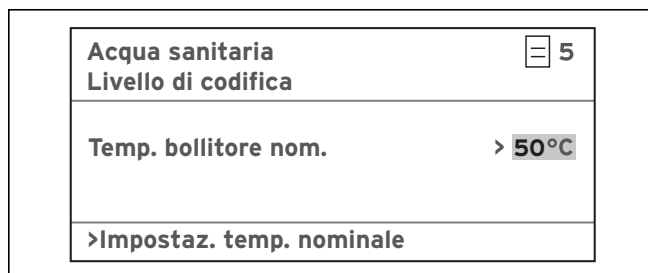 Acqua sanitaria 5
Livello di codifica
Temp. bollitore nom. > 50°C
>Impostaz. temp. nominale